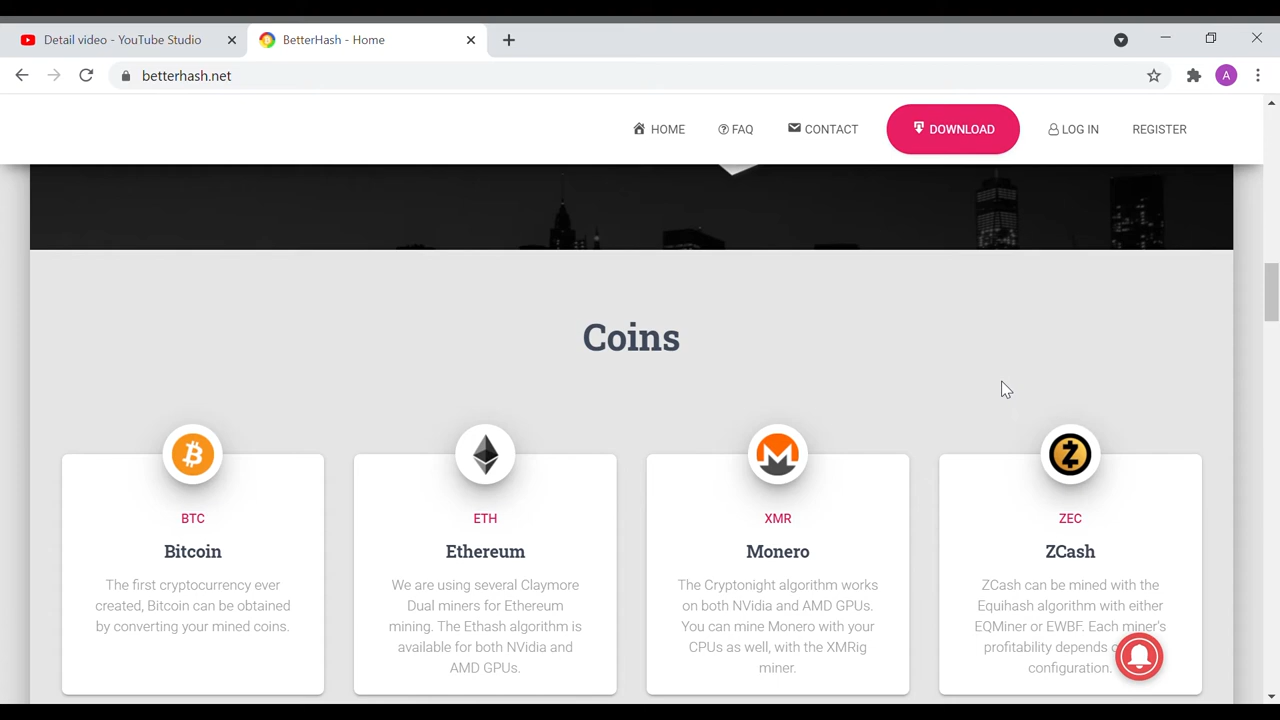 Detail video - YouTube Studio
BetterHash - Home
betterhash.net
A
HOME
FAQ
CONTACT
DOWNLOAD
LOG IN
REGISTER
Coins
BTC
Bitcoin
The first cryptocurrency ever
created, Bitcoin can be obtained
by converting your mined coins.
ETH
Ethereum
We are using several Claymore
Dual miners for Ethereum
mining. The Ethash algorithm is
available for both NVidia and
AMD GPUs.
XMR
Monero
The Cryptonight algorithm works
on both NVidia and AMD GPUs.
You can mine Monero with your
CPUs as well, with the XMRig
miner.
ZEC
ZCash
ZCash can be mined with the
Equihash algorithm with either
EQMiner or EWBF. Each miner's
profitability depends
configuration.